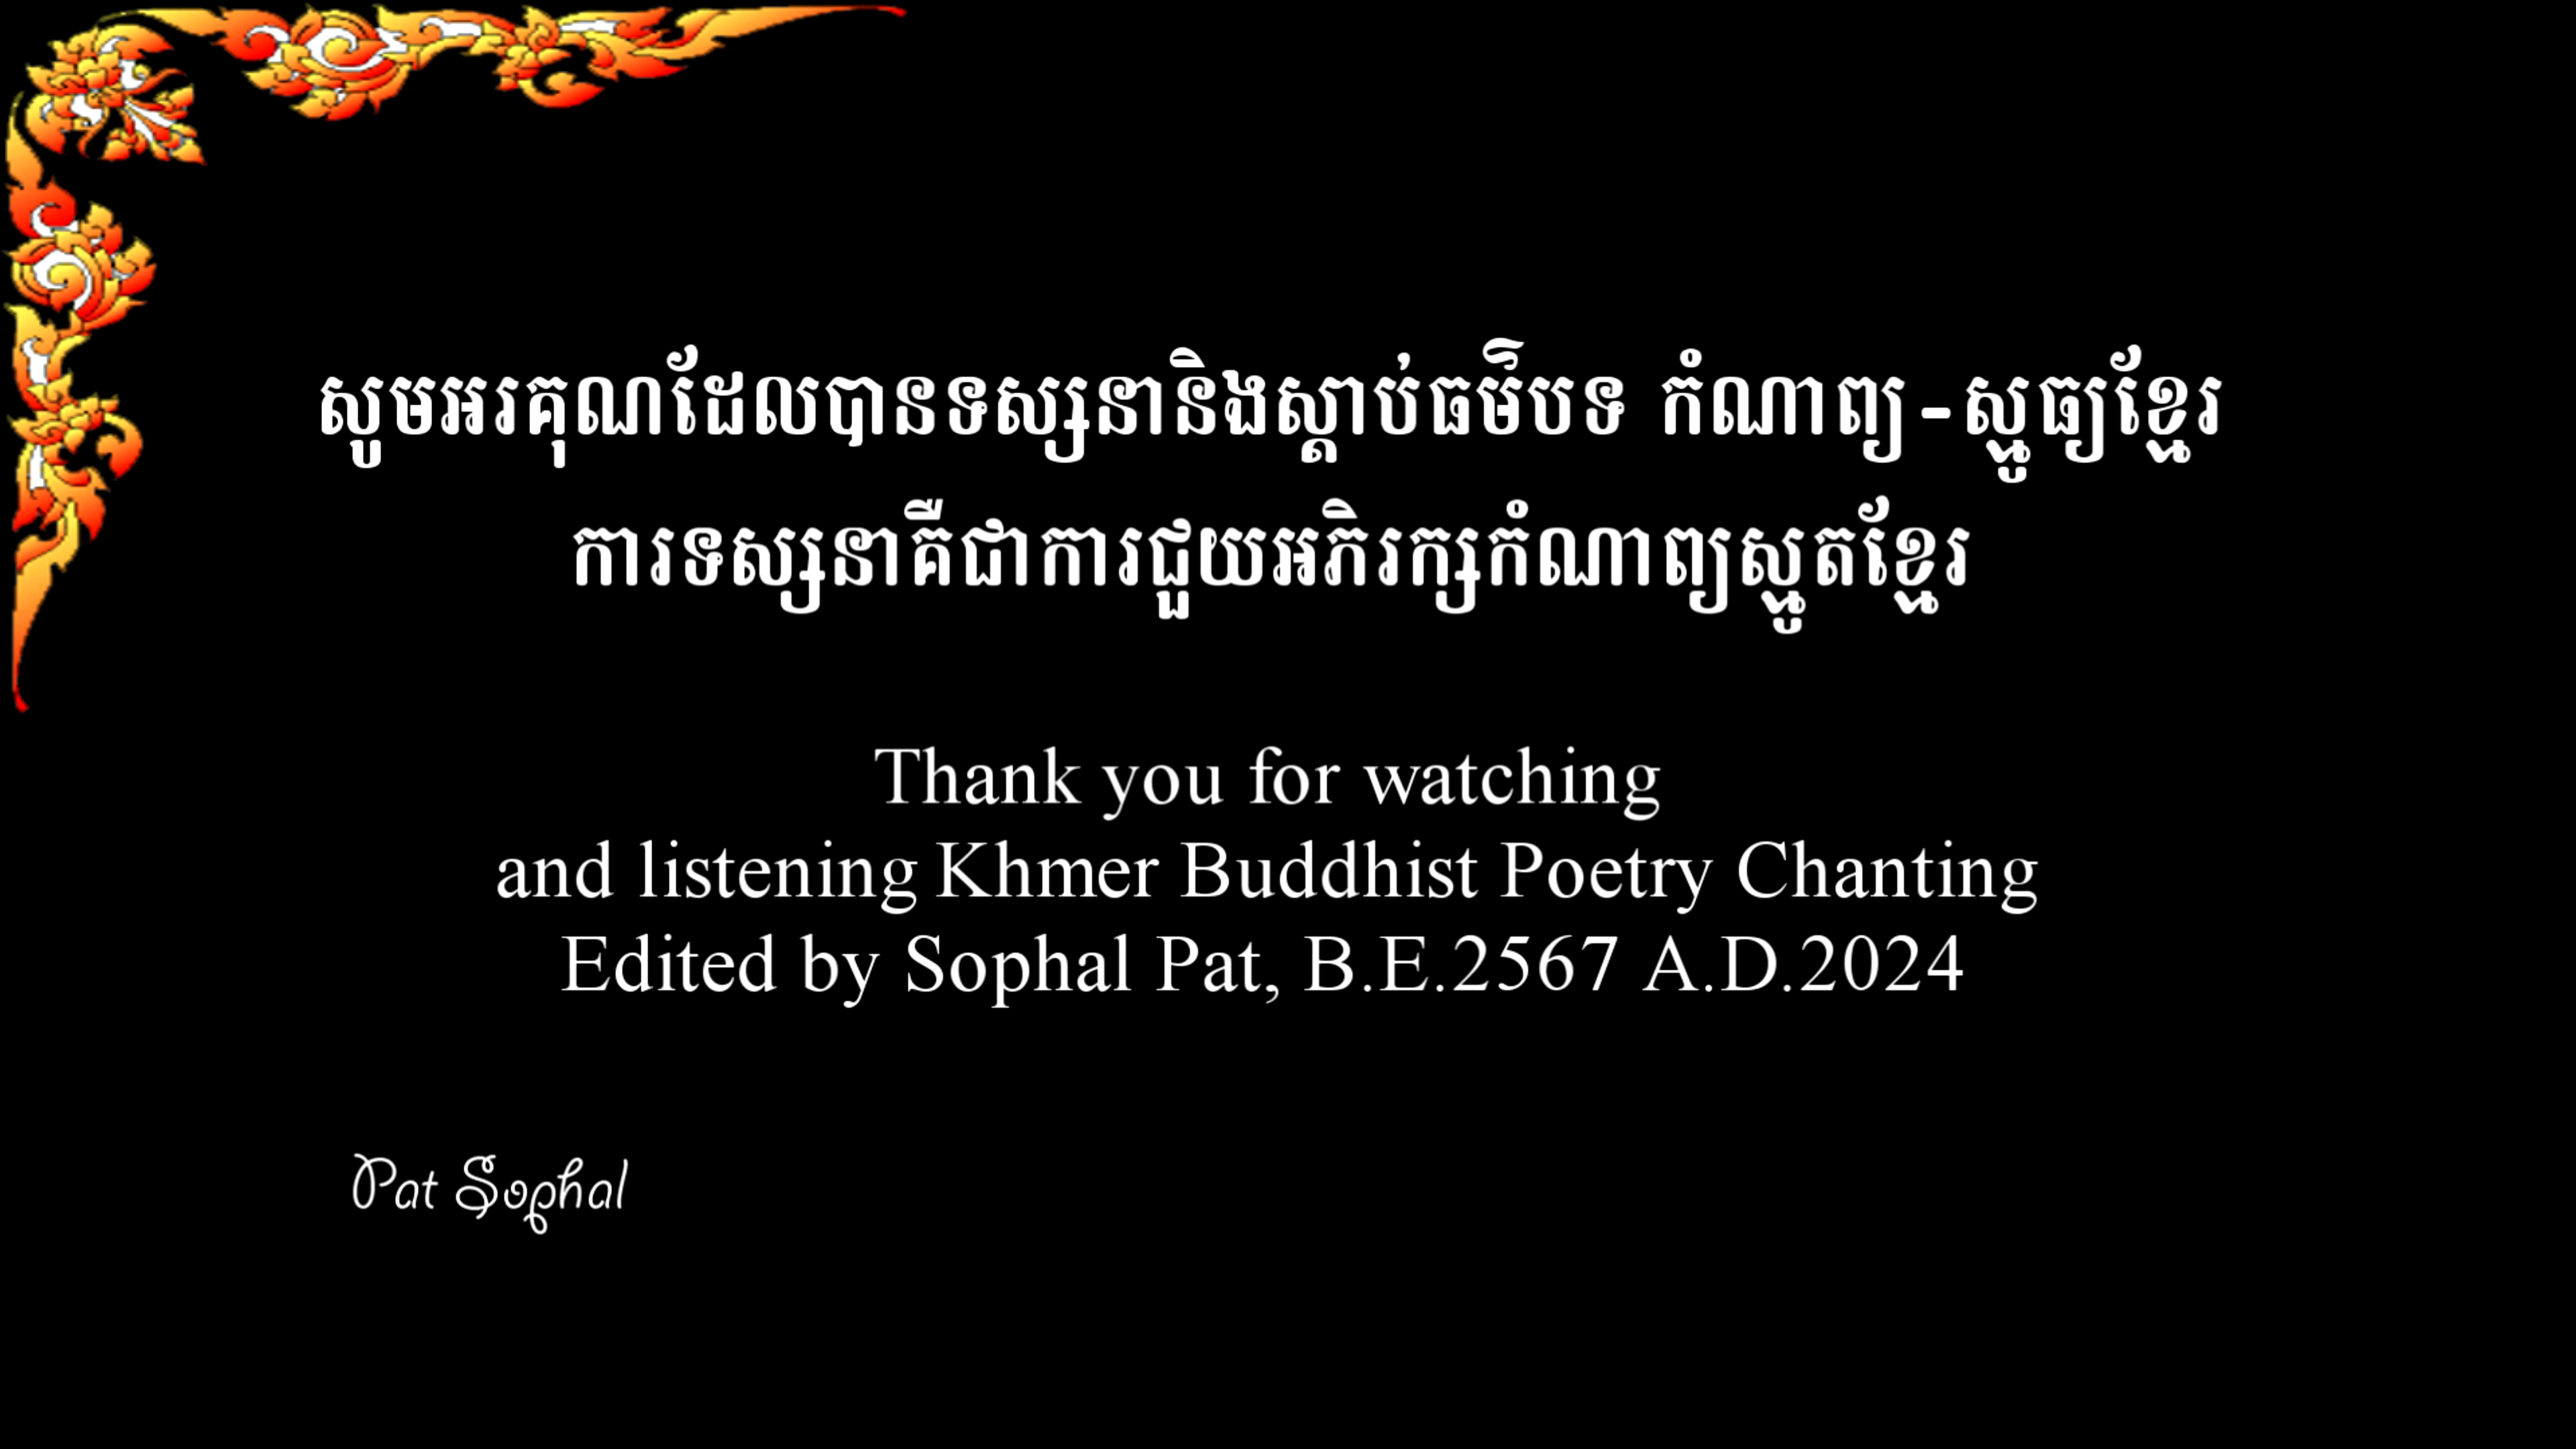 សូមអរគុណដែលបានទស្សនានិងស្តាប់ធម៌បទ កំណាព្យ-ស្មូធ្យខ្មែរ
ការទស្សនាគឺជាការជួយអភិរក្សកំណាព្យស្មូតខ្មែរ
Thank you for watching
and listening Khmer Buddhist Poetry Chanting
Edited by Sophal Pat, B.E.2567 A.D.2024
Pat Sophal